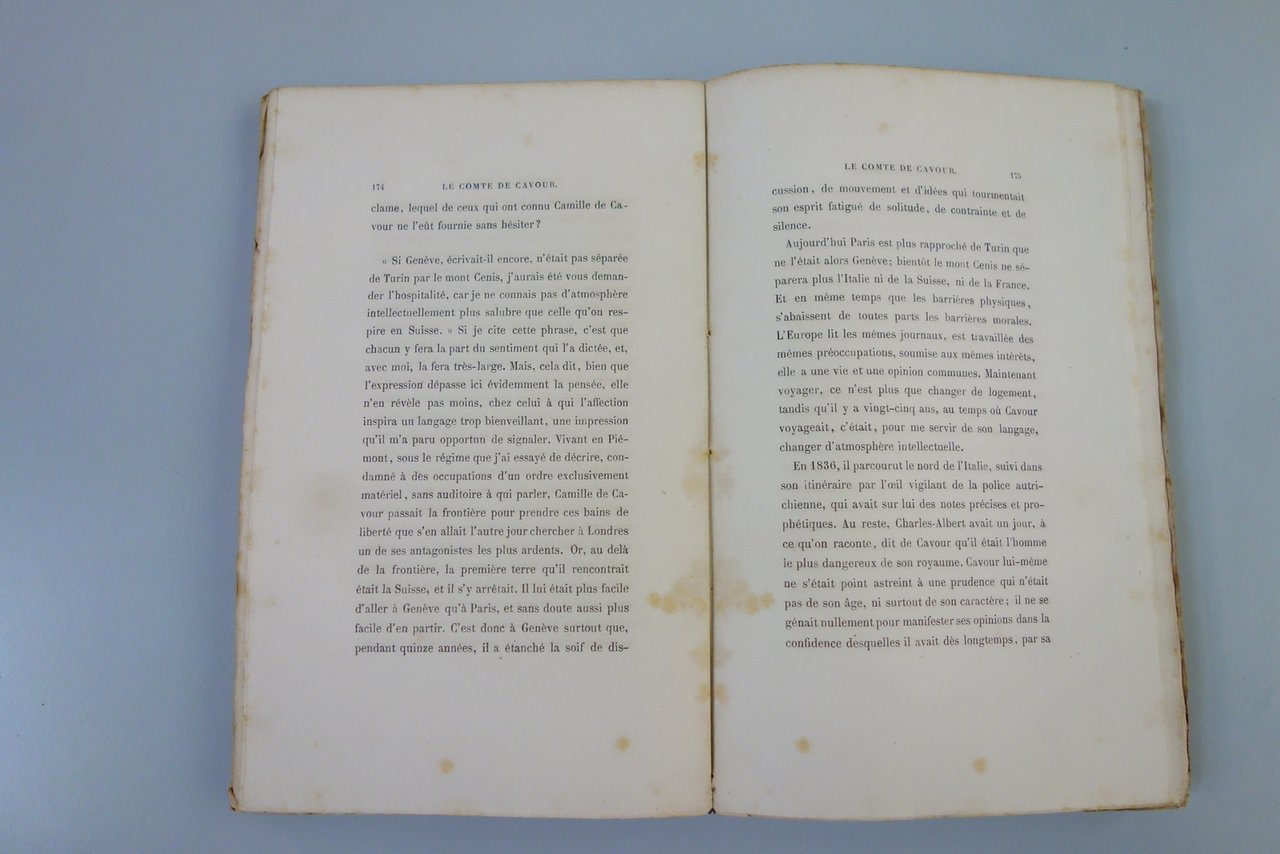 174 LE COMTE DE CAVOUR.
clame, lequel de ceux qui ont connu Camille de Ca-
vour ne l'eût fournie sans hésiter?
« Si Genève, écrivait-il encore, n'était pas séparée
de Turin par le mont Cenis, j'aurais été vous deman-
der l'hospitalité, car je ne connais pas d'atmosphère
intellectuellement plus salubre que celle qu'on res-
pire en Suisse. » Si je cite cette phrase, c'est que
chacun y fera la part du sentiment qui l'a dictée, et,
avec moi, la fera très-large. Mais, cela dit, bien que
l'expression dépasse ici évidemment la pensée, elle
n'en révèle pas moins, chez celui à qui l'affection
inspira un langage trop bienveillant, une impression
qu'il m'a paru opportun de signaler. Vivant en Pié-
mont, sous le régime que j'ai essayé de décrire, con-
damné à des occupations d'un ordre exclusivement
matériel, sans auditoire à qui parler, Camille de Ca-
vour passait la frontière pour prendre ces bains de
liberté que s'en allait l'autre jour chercher à Londres
un de ses antagonistes les plus ardents. Or, au delà
de la frontière, la première terre qu'il rencontrait
était la Suisse, et il s'y arrêtait. Il lui était plus facile
d'aller à Genève qu'à Paris, et sans doute aussi plus
facile d'en partir. C'est donc à Genève surtout que,
pendant quinze années, il a étanché la soif de dis-
LE COMTE DE CAVOUR. 175
cussion, de mouvement et d'idées qui tourmentait
son esprit fatigué de solitude, de contrainte et de
silence.
Aujourd'hui Paris est plus rapproché de Turin que
ne l'était alors Genève; bientôt le mont Cenis ne sé-
parera plus l'Italie ni de la Suisse, ni de la France.
Et en même temps que les barrières physiques,
s'abaissent de toutes parts les barrières morales.
L'Europe lit les mêmes journaux, est travaillée des
mêmes préoccupations, soumise aux mêmes intérêts,
elle a une vie et une opinion communes. Maintenant
voyager, ce n'est plus que changer de logement,
tandis qu'il y a vingt-cinq ans, au temps où Cavour
voyageait, c'était, pour me servir de son langage,
changer d'atmosphère intellectuelle.
En 1836, il parcourut le nord de l'Italie, suivi dans
son itinéraire par l'œil vigilant de la police autri-
chienne, qui avait sur lui des notes précises et pro-
phétiques. Au reste, Charles-Albert avait un jour, à
ce qu'on raconte, dit de Cavour qu'il était l'homme
le plus dangereux de son royaume. Cavour lui-même
ne s'était point astreint à une prudence qui n'était
pas de son âge, ni surtout de son caractère; il ne se
gênait nullement pour manifester ses opinions dans la
confidence desquelles il avait dès longtemps, par sa